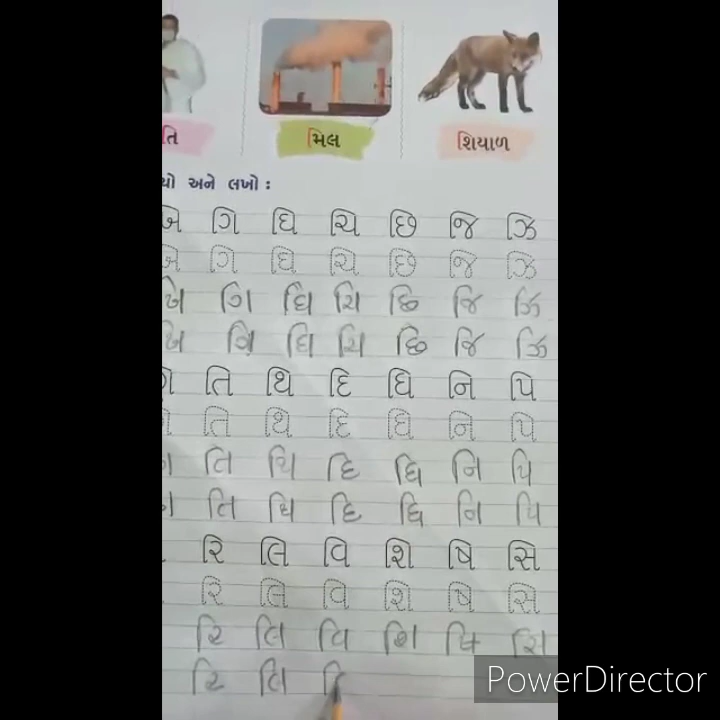 તિ મિલ શિયાળ
અને લખો :
ખિ ગિ ઘિ ચિ છિ જિ ઝિ
ખિ ગિ ઘિ ચિ છિ જિ ઝિ
ખિ ગિ ઘિ ચિ છિ જિ ઝિ
ખિ ગિ ઘિ ચિ છિ જિ ઝિ
તિ થિ દિ ધિ નિ પિ
તિ થિ દિ ધિ નિ પિ
તિ થિ દિ ધિ નિ પિ
તિ થિ દિ ધિ નિ પિ
રિ લિ વિ શિ ષિ સિ
રિ લિ વિ શિ ષિ સિ
રિ લિ વિ શિ ષિ સિ
રિ લિ
PowerDirector